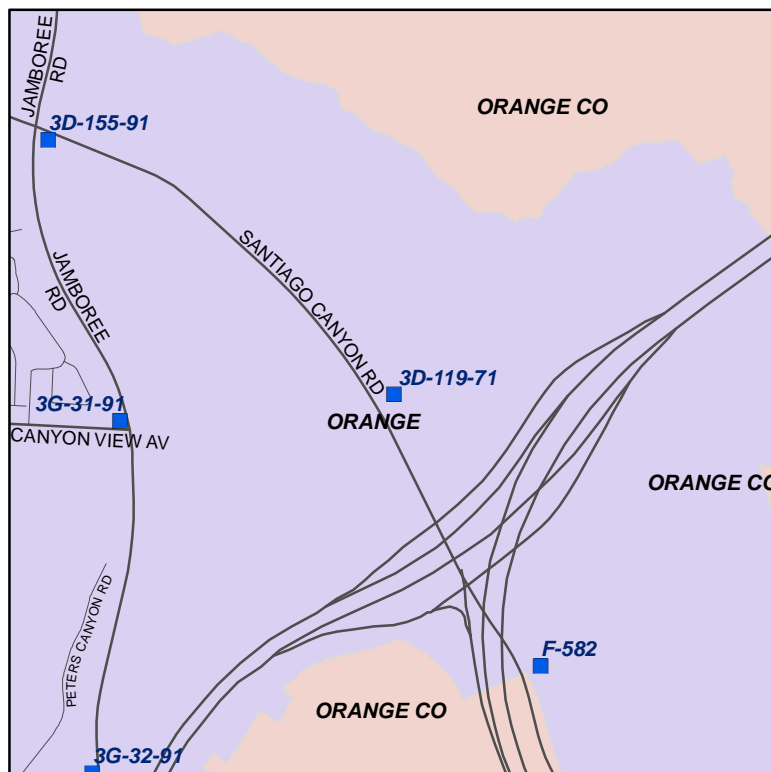 JAMBOREE
RD
ORANGE CO
3D-155-91
SANTIAGO CANYON RD
JAMBOREE
RD
3D-119-71
3G-31-91
ORANGE
CANYON VIEW AV
ORANGE CO
PETERS CANYON RD
F-582
ORANGE CO
3G-32-91